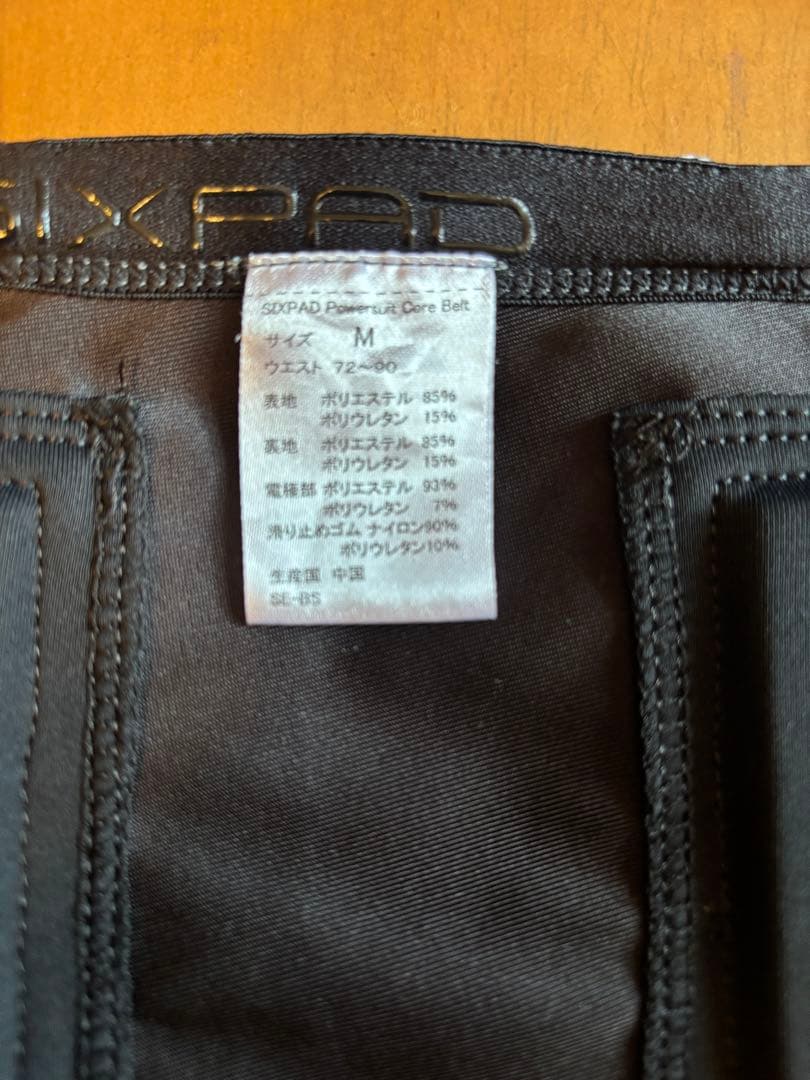 SIXPAD
SIXPAD Powersuit Core Belt
サイズ M
ウエスト 72~90
表地 ポリエステル 85%
ポリウレタン 15%
裏地 ポリエステル 85%
ポリウレタン 15%
電極部 ポリエステル 93%
ポリウレタン 7%
滑り止めゴム ナイロン90%
ポリウレタン10%
生産国 中国
SE-BS